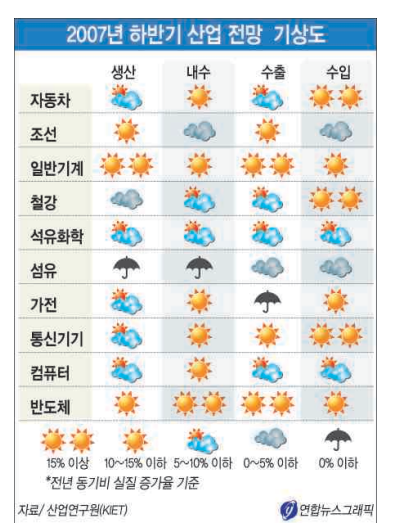 2007년 하반기 산업 전망 기상도
생산 내수 수출 수입
자동차
조선
일반기계
철강
석유화학
섬유
가전
통신기기
컴퓨터
반도체
15% 이상 10~15% 이하 5~10% 이하 0~5% 이하 0% 이하
*전년 동기비 실질 증가율 기준
자료/ 산업연구원(KIET) 연합뉴스그래픽